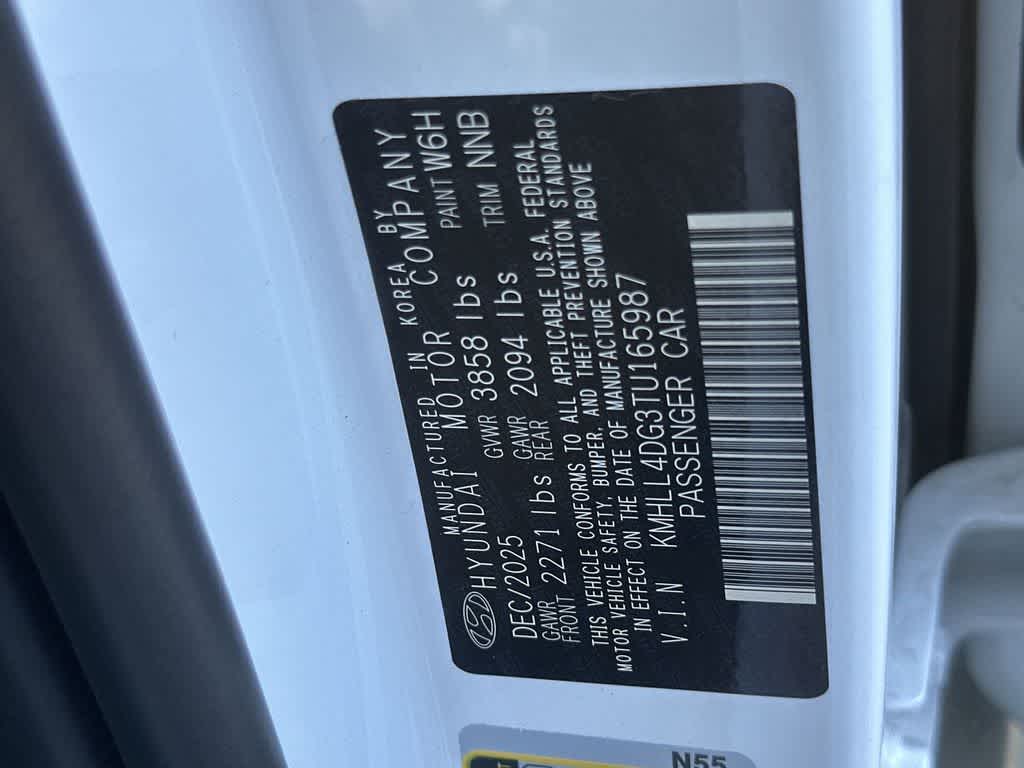 MANUFACTURED IN KOREA BY
HYUNDAI MOTOR COMPANY
DEC/2025 GVWR 3858 lbs PAINT W6H
GAWR FRONT 2271 lbs GAWR REAR 2094 lbs TRIM NNB
THIS VEHICLE CONFORMS TO ALL APPLICABLE U.S.A. FEDERAL
MOTOR VEHICLE SAFETY, BUMPER, AND THEFT PREVENTION STANDARDS
IN EFFECT ON THE DATE OF MANUFACTURE SHOWN ABOVE
V.I.N KMHLL4DG3TU165987
PASSENGER CAR
N55